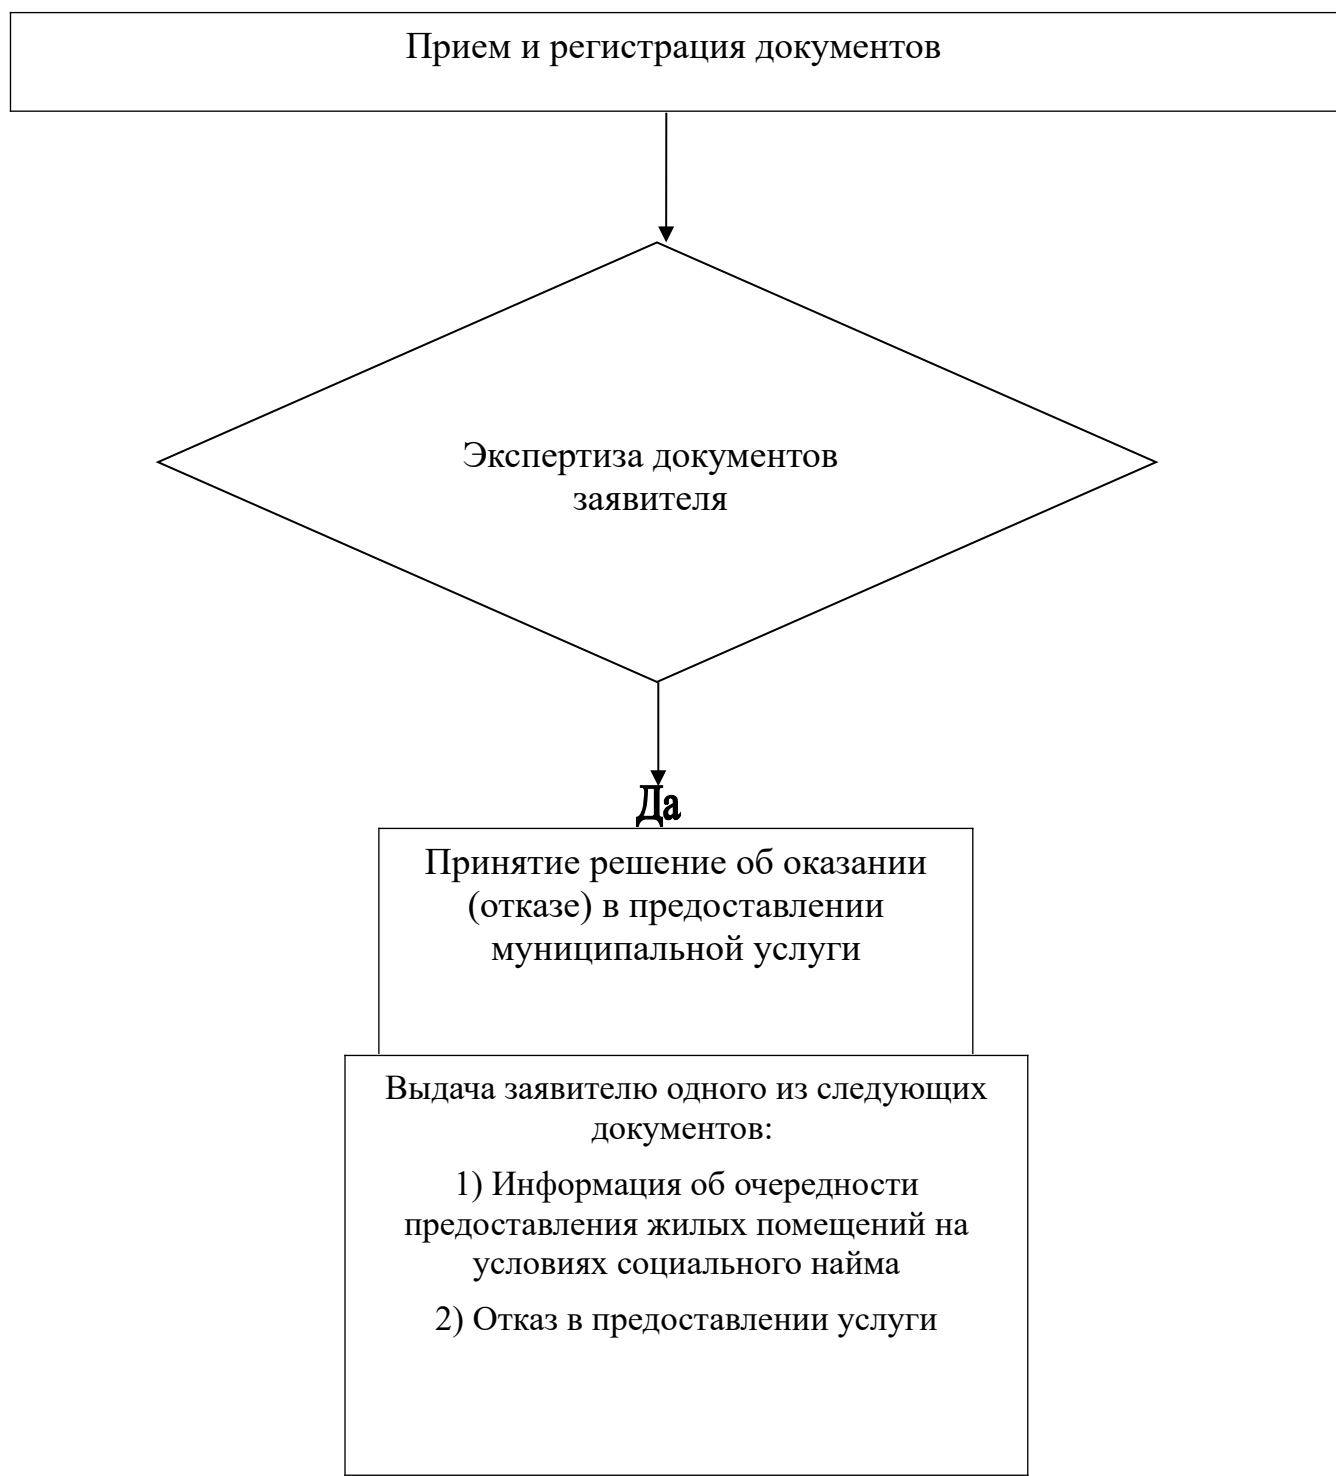 Прием и регистрация документов
Экспертиза документов
заявителя
Да
Принятие решение об оказании
(отказе) в предоставлении
муниципальной услуги
Выдача заявителю одного из следующих
документов:
1) Информация об очередности
предоставления жилых помещений на
условиях социального найма
2) Отказ в предоставлении услуги